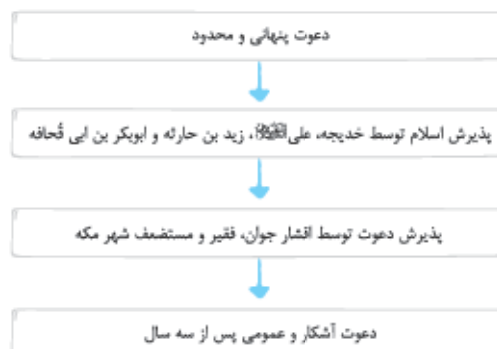 دعوت پنهانی و محدود
پذیرش اسلام توسط خدیجه، علی، زید بن حارثه و ابوبکر بن ابی قُحافه
پذیرش دعوت توسط اقشار جوان، فقیر و مستضعف شهر مکه
دعوت آشکار و عمومی پس از سه سال